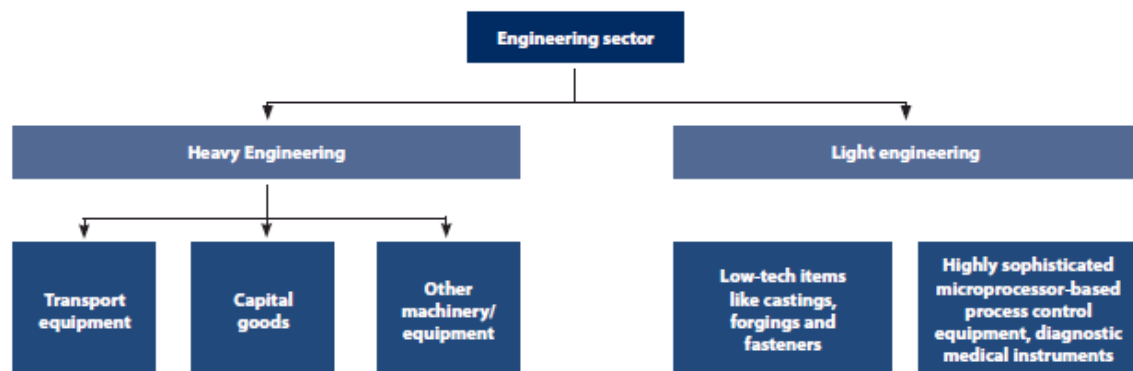 Engineering sector
Heavy Engineering
Light engineering
Transport
equipment
Capital
goods
Other
machinery/
equipment
Low-tech items
like castings,
forgings and
fasteners
Highly sophisticated
microprocessor-based
process control
equipment, diagnostic
medical instruments